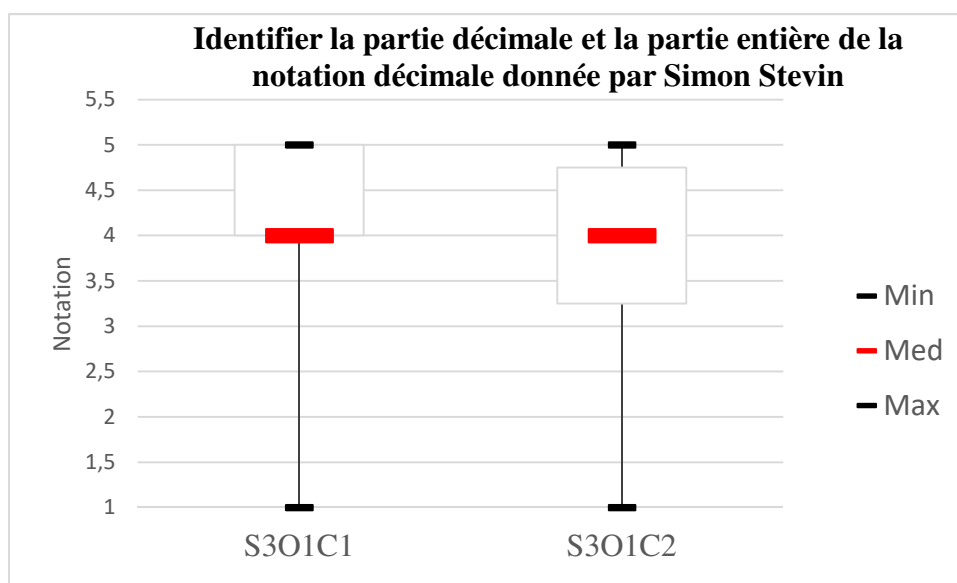 Identifier la partie décimale et la partie entière de la
notation décimale donnée par Simon Stevin
5,5
5
4,5
4
3,5
3
2,5
2
1,5
1
Notation
S3O1C1
S3O1C2
Min
Med
Max